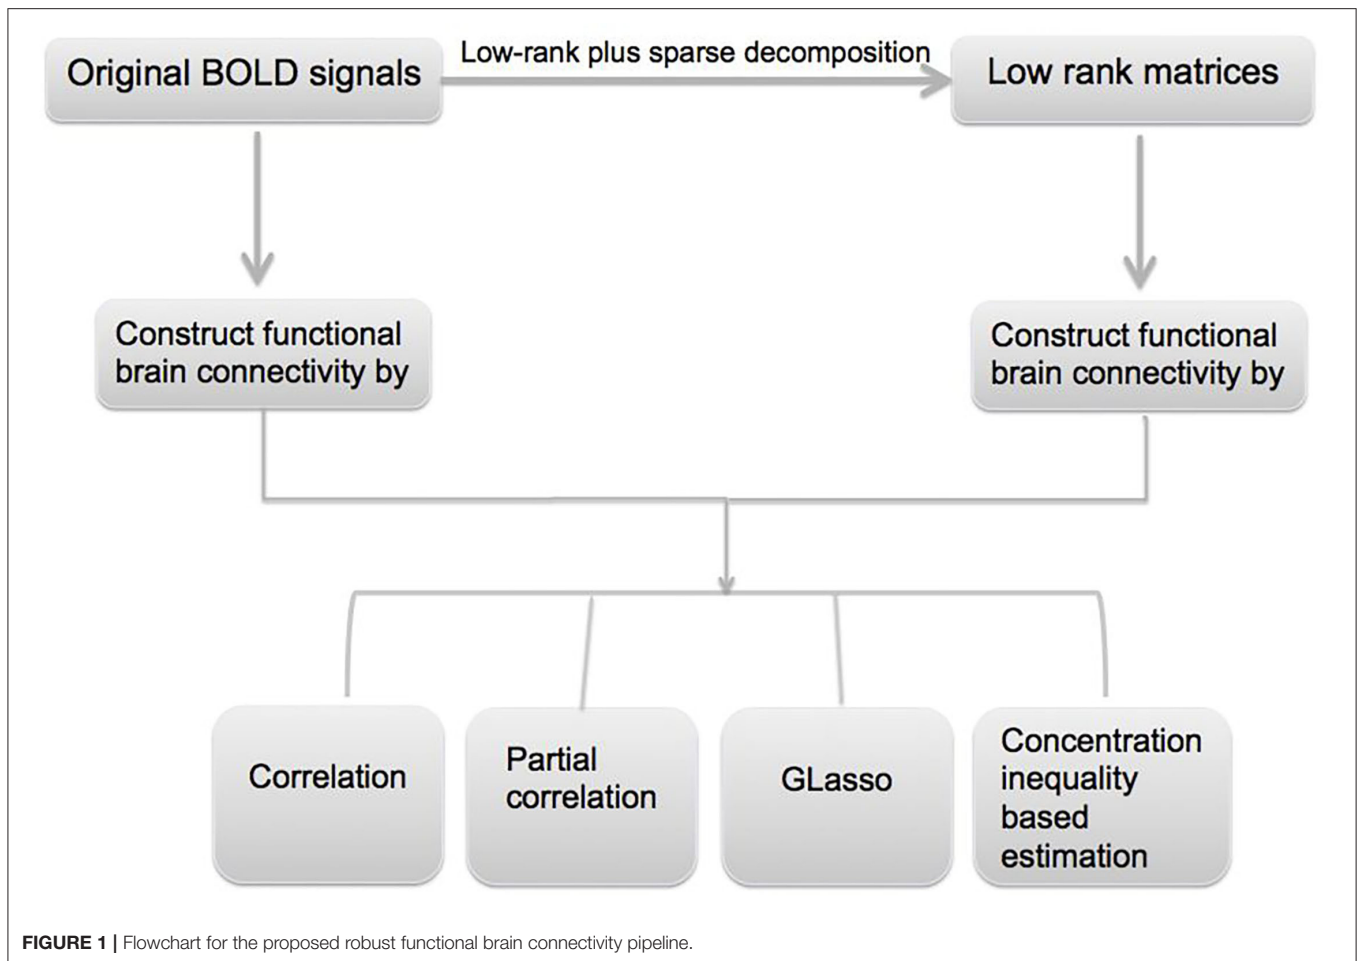 Original BOLD signals
Low-rank plus sparse decomposition
Low rank matrices
Construct functional
brain connectivity by
Construct functional
brain connectivity by
Correlation
Partial
correlation
GLasso
Concentration
inequality
based
estimation
FIGURE 1 | Flowchart for the proposed robust functional brain connectivity pipeline.